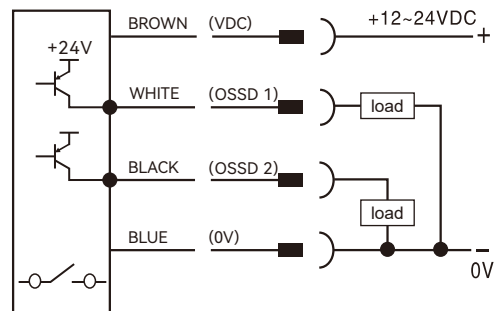 BROWN (VDC) +12~24VDC
+
+24V
WHITE (OSSD 1) load
BLACK (OSSD 2)
load
BLUE (0V) -
0V